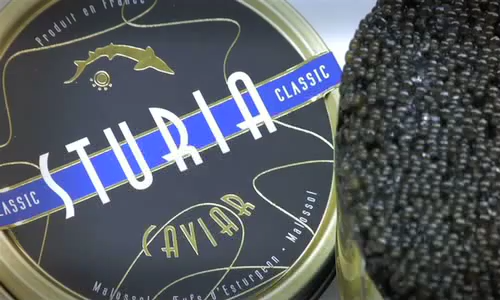 Produit en France
CLASSIC STURIA CLASSIC
CAVIAR
Malossol Œufs D'Esturgeon • Malossol